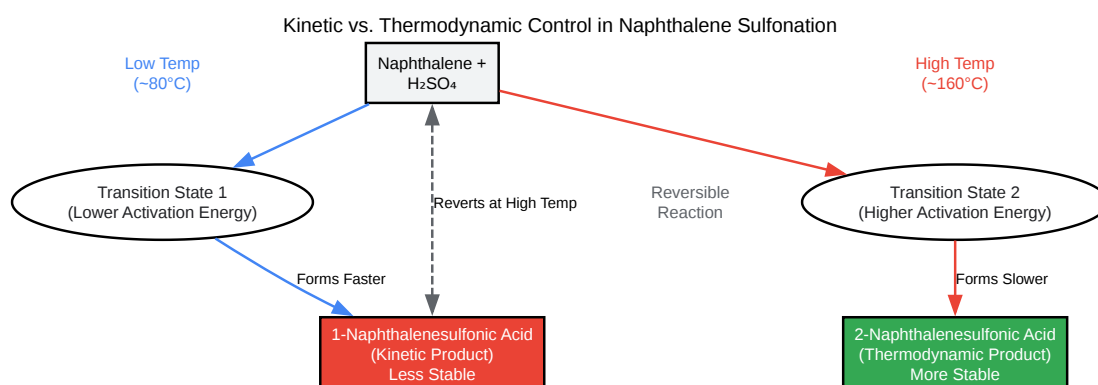 Kinetic vs. Thermodynamic Control in Naphthalene Sulfonation
Low Temp
(~80°C)
Naphthalene +
H₂SO₄
High Temp
(~160°C)
Transition State 1
(Lower Activation Energy)
Reverts at High Temp
Reversible
Reaction
Transition State 2
(Higher Activation Energy)
Forms Faster
Forms Slower
1-Naphthalenesulfonic Acid
(Kinetic Product)
Less Stable
2-Naphthalenesulfonic Acid
(Thermodynamic Product)
More Stable